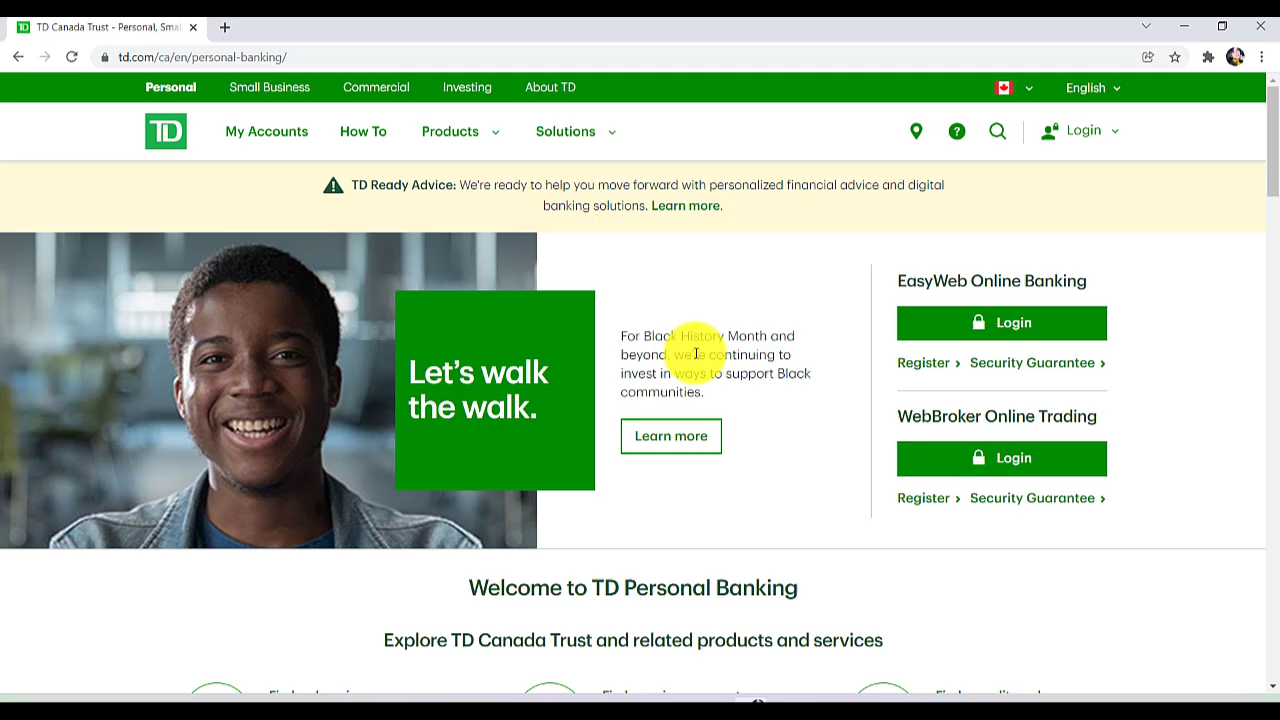 TD Canada Trust - Personal, Sma
td.com/ca/en/personal-banking/
Personal Small Business Commercial Investing About TD English
TD My Accounts How To Products Solutions ? Login
TD Ready Advice: We're ready to help you move forward with personalized financial advice and digital
banking solutions. Learn more.
Let's walk
the walk.
For Black History Month and
beyond, we're continuing to
invest in ways to support Black
communities.
Learn more
EasyWeb Online Banking
Login
Register › Security Guarantee ›
WebBroker Online Trading
Login
Register › Security Guarantee ›
Welcome to TD Personal Banking
Explore TD Canada Trust and related products and services